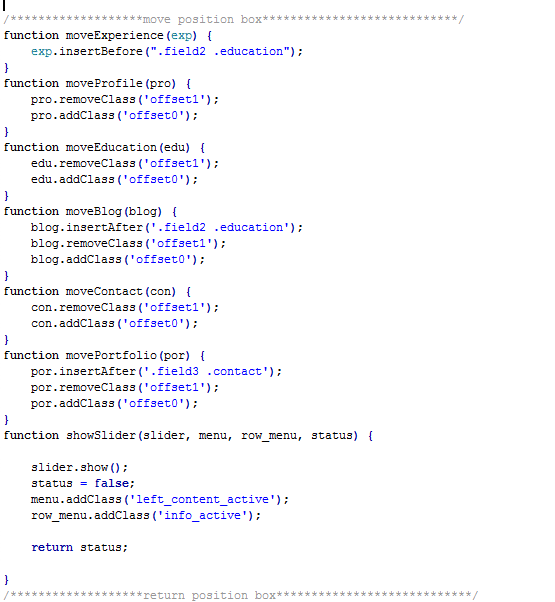 /*******************move position box****************************/
function moveExperience(exp) {
    exp.insertBefore(".field2 .education");
}
function moveProfile(pro) {
    pro.removeClass('offset1');
    pro.addClass('offset0');
}
function moveEducation(edu) {
    edu.removeClass('offset1');
    edu.addClass('offset0');
}
function moveBlog(blog) {
    blog.insertAfter('.field2 .education');
    blog.removeClass('offset1');
    blog.addClass('offset0');
}
function moveContact(con) {
    con.removeClass('offset1');
    con.addClass('offset0');
}
function movePortfolio(por) {
    por.insertAfter('.field3 .contact');
    por.removeClass('offset1');
    por.addClass('offset0');
}
function showSlider(slider, menu, row_menu, status) {
    slider.show();
    status = false;
    menu.addClass('left_content_active');
    row_menu.addClass('info_active');
    return status;
}
/*******************return position box****************************/